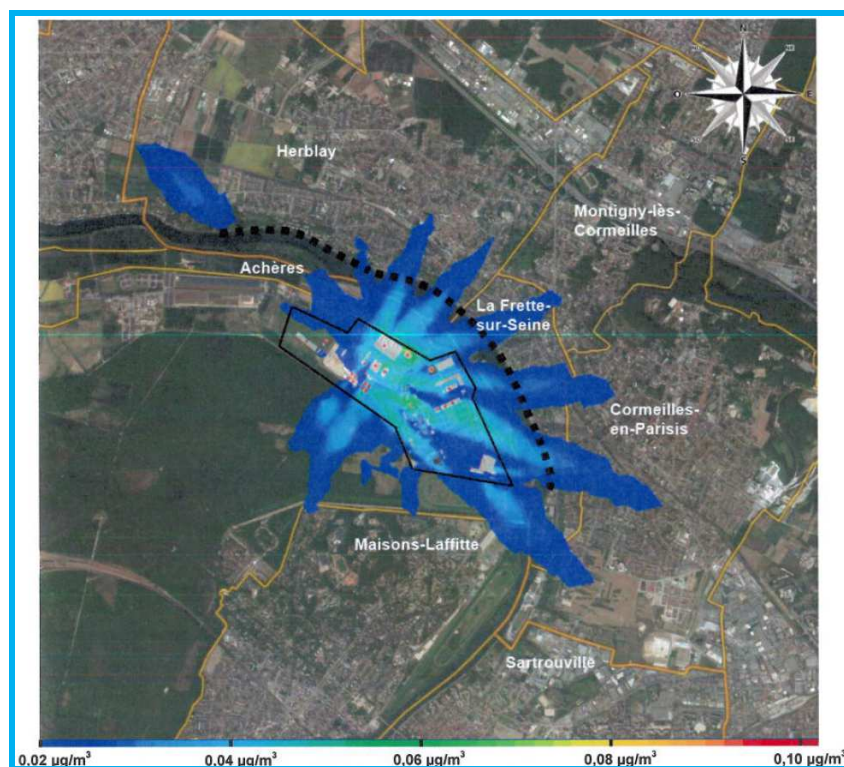 N
O
E
S
Herblay
Montigny-lès-
Cormeilles
Achères
La Frette-
sur-Seine
Cormeilles-
en-Parisis
Maisons-Laffitte
Sartrouville
0.02 µg/m³
0,04 µg/m³
0,06 µg/m³
0,08 µg/m³
0,10 µg/m³